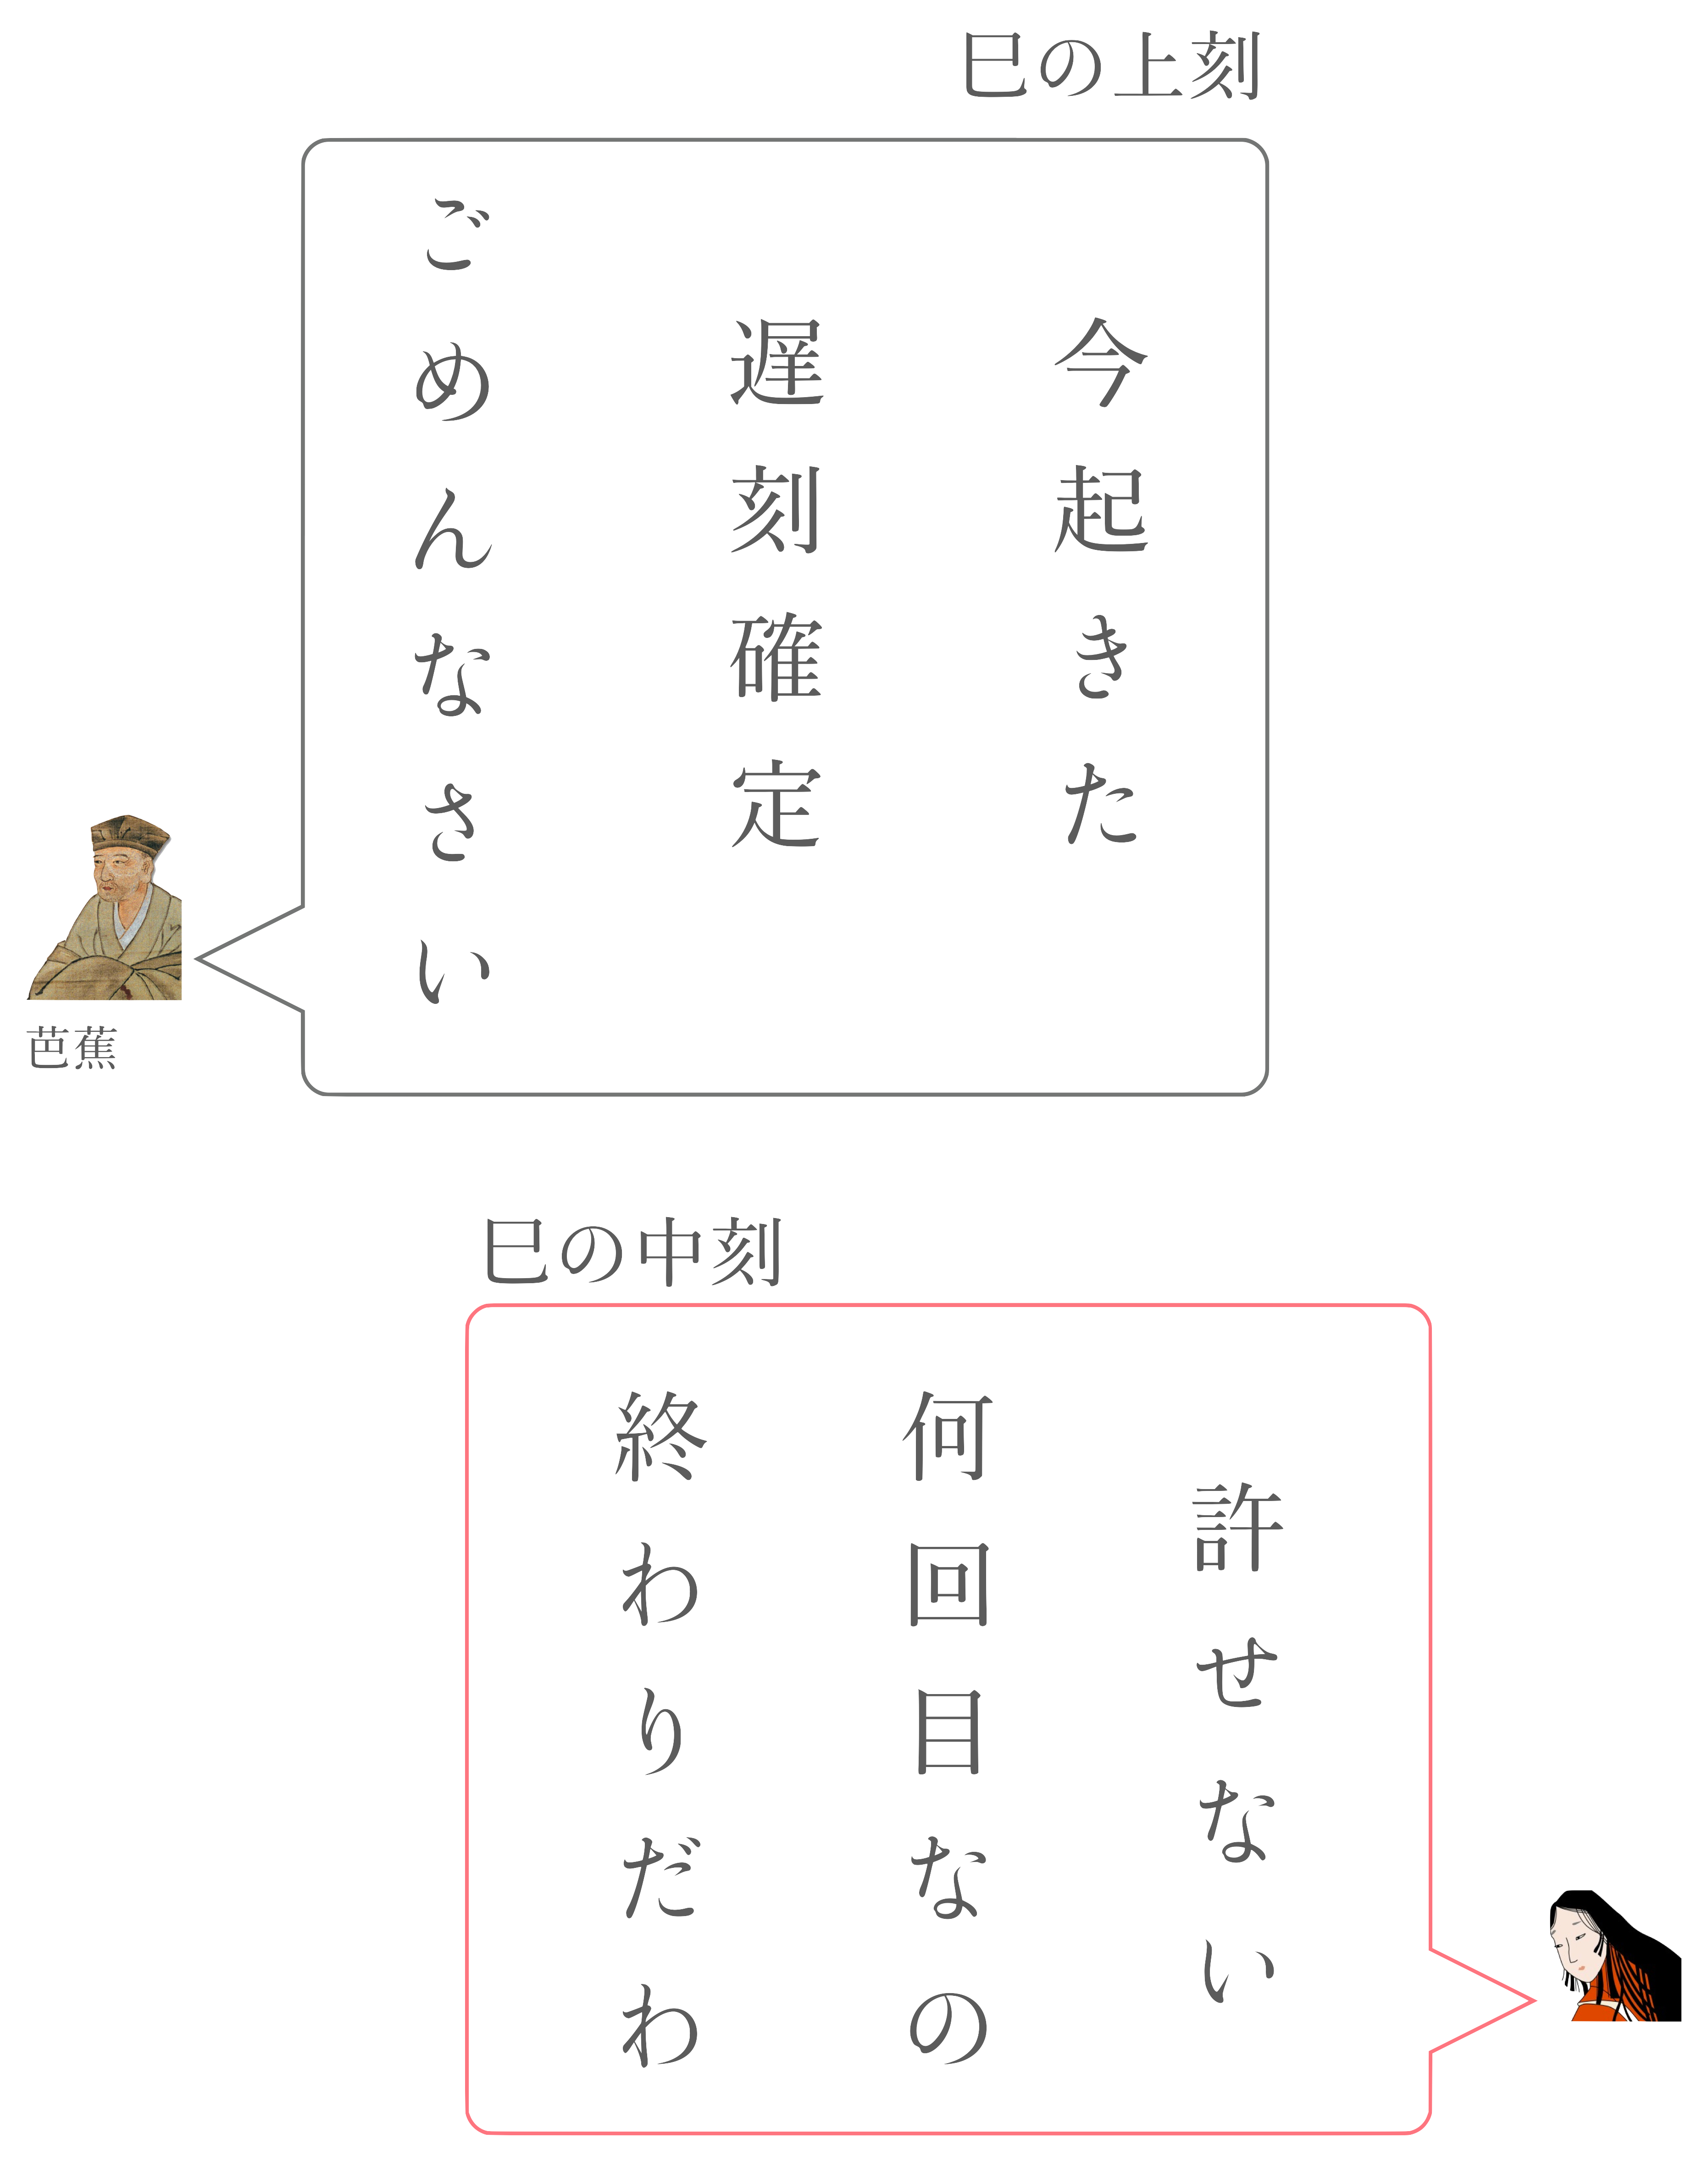 巳の上刻
今起きた
遅刻確定
ごめんなさい
芭蕉
巳の中刻
許せない
何回目なの
終わりだわ